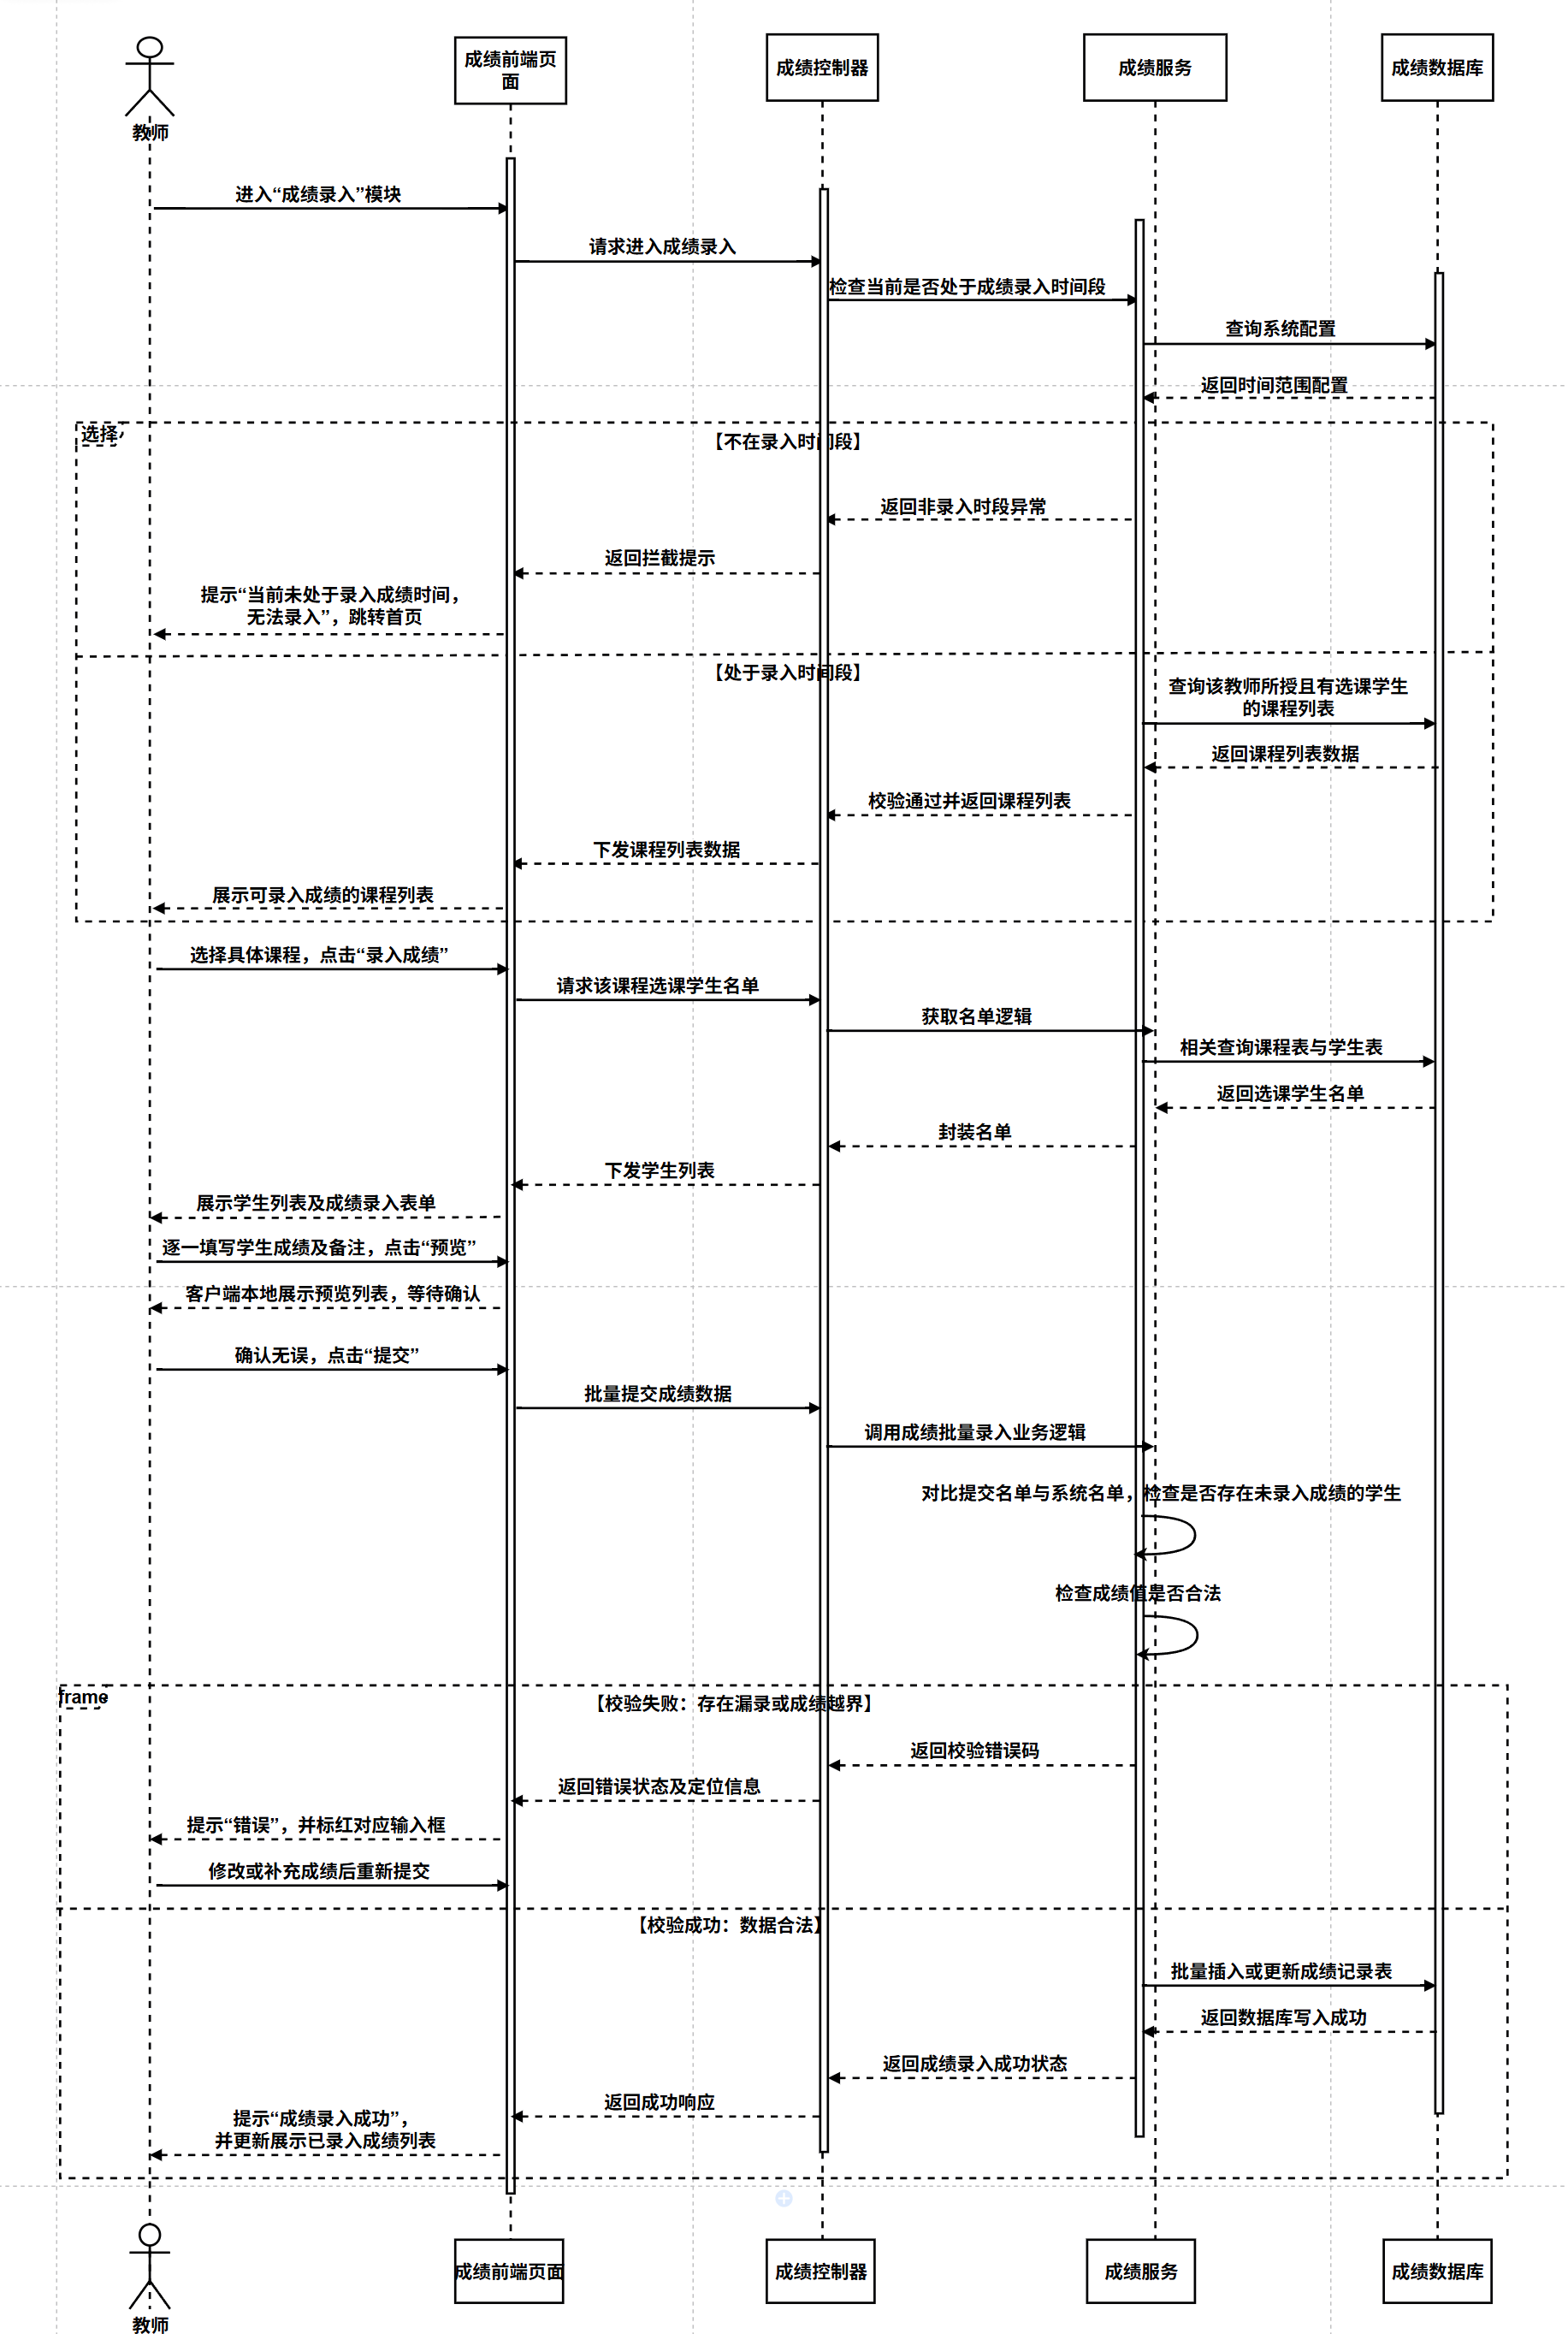 成绩前端页
面
成绩控制器
成绩服务
成绩数据库
教师
进入“成绩录入”模块
请求进入成绩录入
检查当前是否处于成绩录入时间段
查询系统配置
返回时间范围配置
选择
【不在录入时间段】
返回非录入时段异常
返回拦截提示
提示“当前未处于录入成绩时间，
无法录入”，跳转首页
【处于录入时间段】
查询该教师所授且有选课学生
的课程列表
返回课程列表数据
校验通过并返回课程列表
下发课程列表数据
展示可录入成绩的课程列表
选择具体课程，点击“录入成绩”
请求该课程选课学生名单
获取名单逻辑
相关查询课程表与学生表
返回选课学生名单
封装名单
下发学生列表
展示学生列表及成绩录入表单
逐一填写学生成绩及备注，点击“预览”
客户端本地展示预览列表，等待确认
确认无误，点击“提交”
批量提交成绩数据
调用成绩批量录入业务逻辑
对比提交名单与系统名单，检查是否存在未录入成绩的学生
检查成绩值是否合法
frame
【校验失败：存在漏录或成绩越界】
返回校验错误码
返回错误状态及定位信息
提示“错误”，并标红对应输入框
修改或补充成绩后重新提交
【校验成功：数据合法】
批量插入或更新成绩记录表
返回数据库写入成功
返回成绩录入成功状态
返回成功响应
提示“成绩录入成功”，
并更新展示已录入成绩列表
成绩前端页面
成绩控制器
成绩服务
成绩数据库
教师